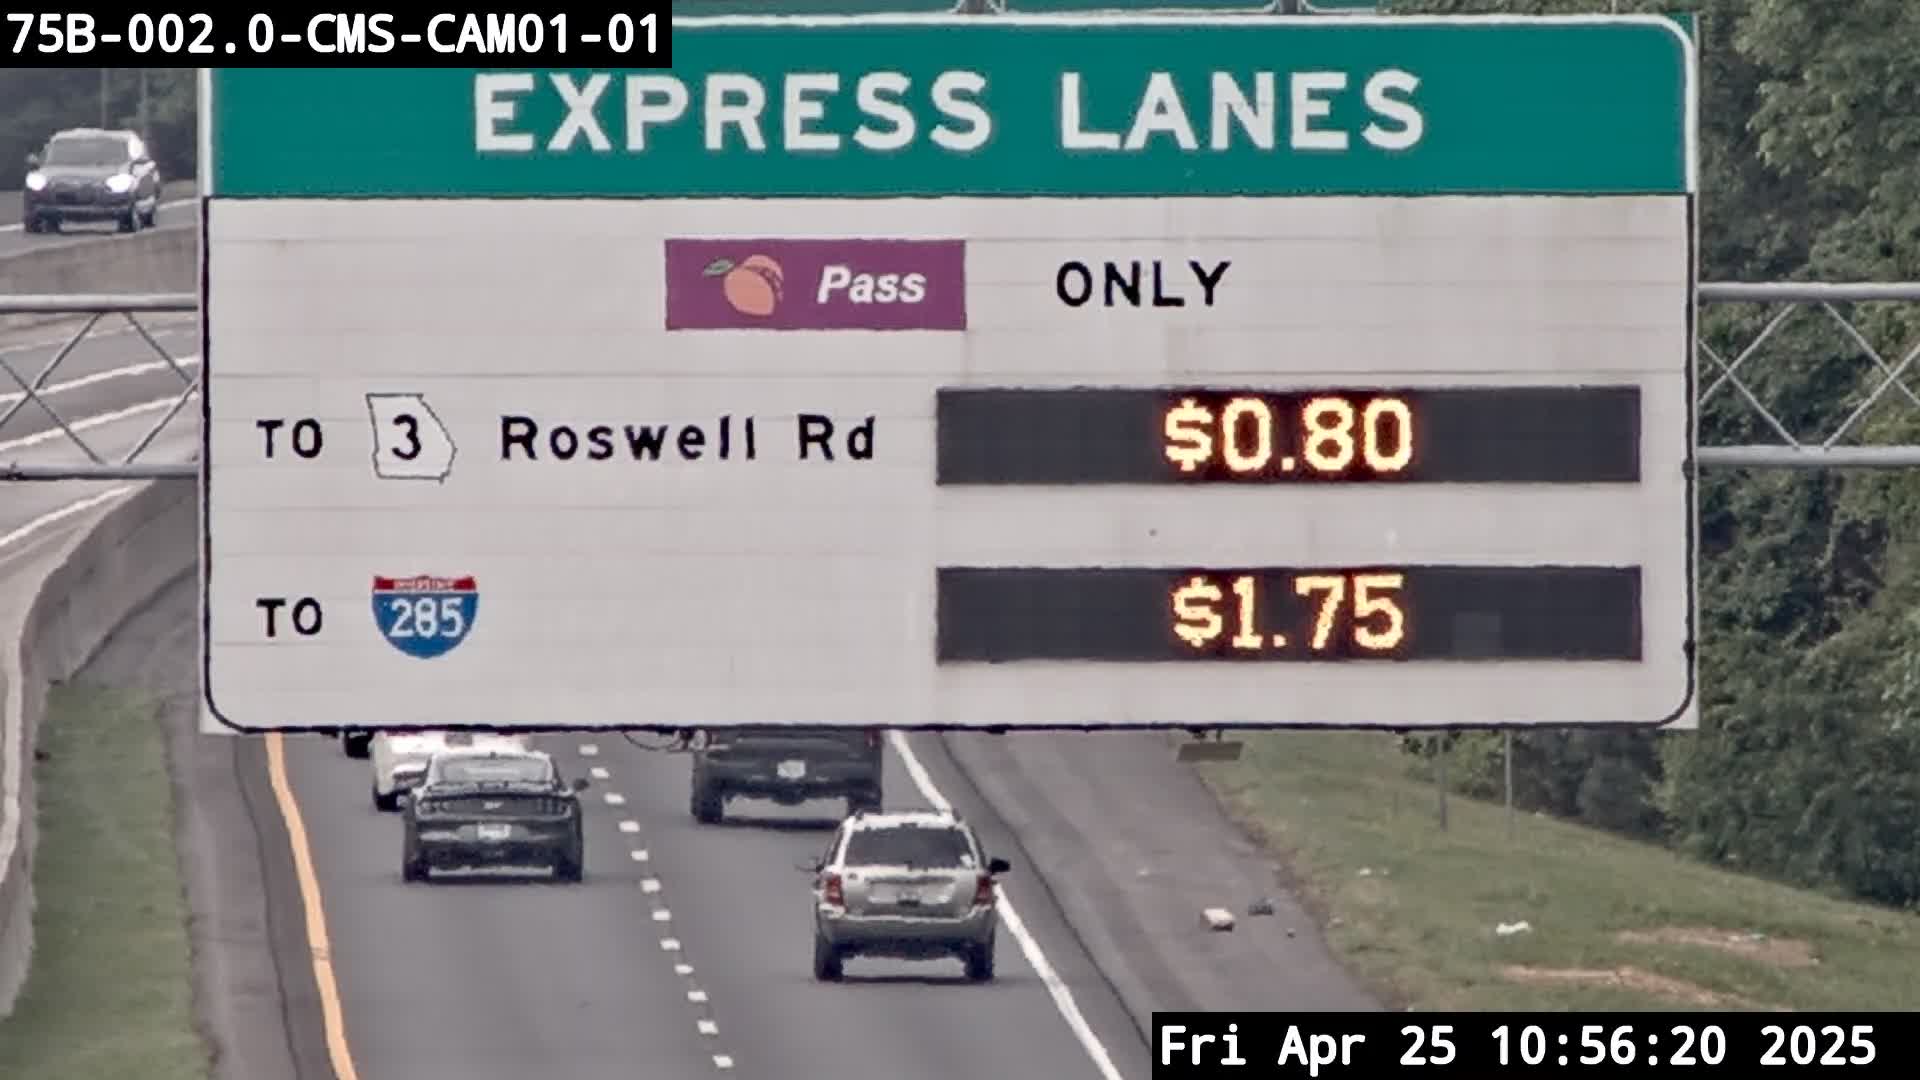 75B-002.0-CMS-CAM01-01
EXPRESS LANES
Pass ONLY
TO 3 Roswell Rd $0.80
TO 285 $1.75
Fri Apr 25 10:56:20 2025